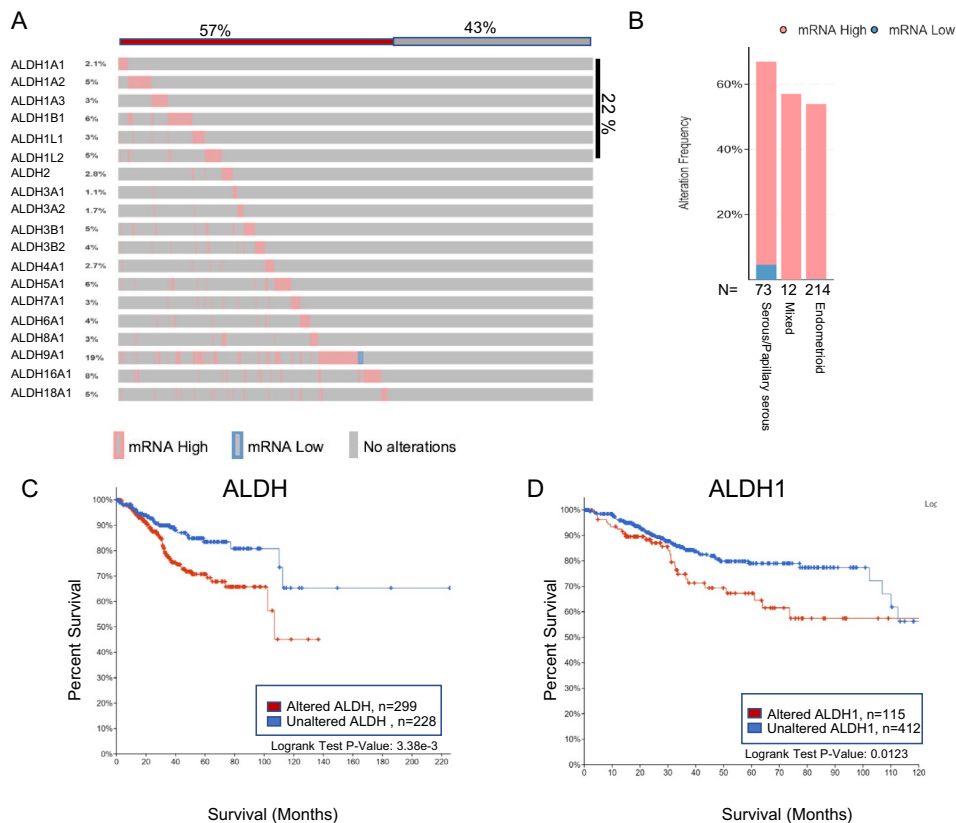 A
57%
43%
ALDH1A1 2.1%
ALDH1A2 5%
ALDH1A3 3%
ALDH1B1 6%
ALDH1L1 3%
ALDH1L2 5%
ALDH2 2.8%
ALDH3A1 1.1%
ALDH3A2 1.7%
ALDH3B1 5%
ALDH3B2 4%
ALDH4A1 2.7%
ALDH5A1 6%
ALDH7A1 3%
ALDH6A1 4%
ALDH8A1 3%
ALDH9A1 19%
ALDH16A1 8%
ALDH18A1 5%
22 %
mRNA High
mRNA Low
No alterations
B
mRNA High
mRNA Low
Alteration Frequency
60%
40%
20%
N= 73 12 214
Serous/Papillary serous
Mixed
Endometrioid
C
ALDH
Percent Survival
100%
90%
80%
70%
60%
50%
40%
30%
20%
10%
0%
0 20 40 60 80 100 120 140 160 180 200 220
Altered ALDH, n=299
Unaltered ALDH , n=228
Logrank Test P-Value: 3.38e-3
Survival (Months)
D
ALDH1
Percent Survival
100%
90%
80%
70%
60%
50%
40%
30%
20%
10%
0%
0 10 20 30 40 50 60 70 80 90 100 110 120
Altered ALDH1, n=115
Unaltered ALDH1, n=412
Logrank Test P-Value: 0.0123
Survival (Months)